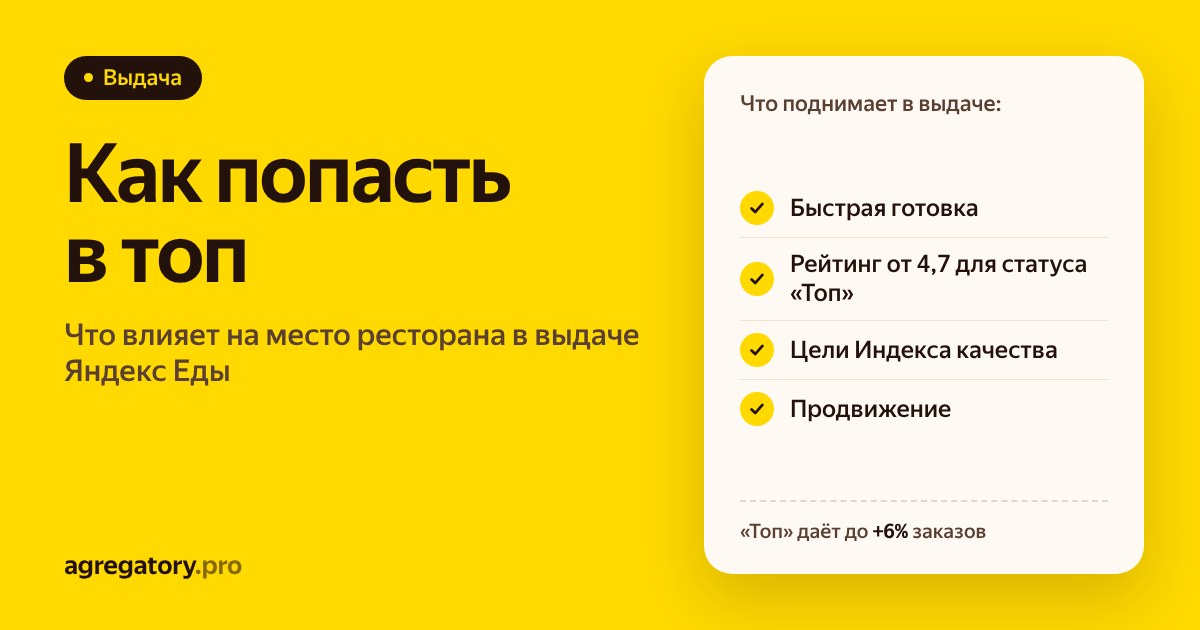 Выдача
Как попасть
в топ
Что влияет на место ресторана в выдаче
Яндекс Еды
agregatory.pro
Что поднимает в выдаче:
Быстрая готовка
Рейтинг от 4,7 для статуса
«Топ»
Цели Индекса качества
Продвижение
«Топ» даёт до +6% заказов